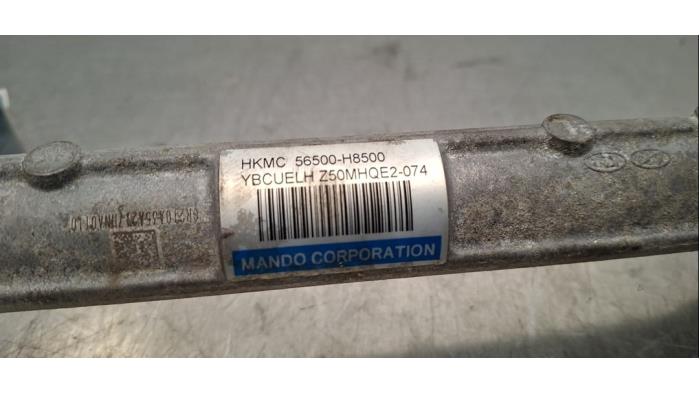 HKMC 56500-H8500
YBCUELH Z50MHQE2-074
MANDO CORPORATION